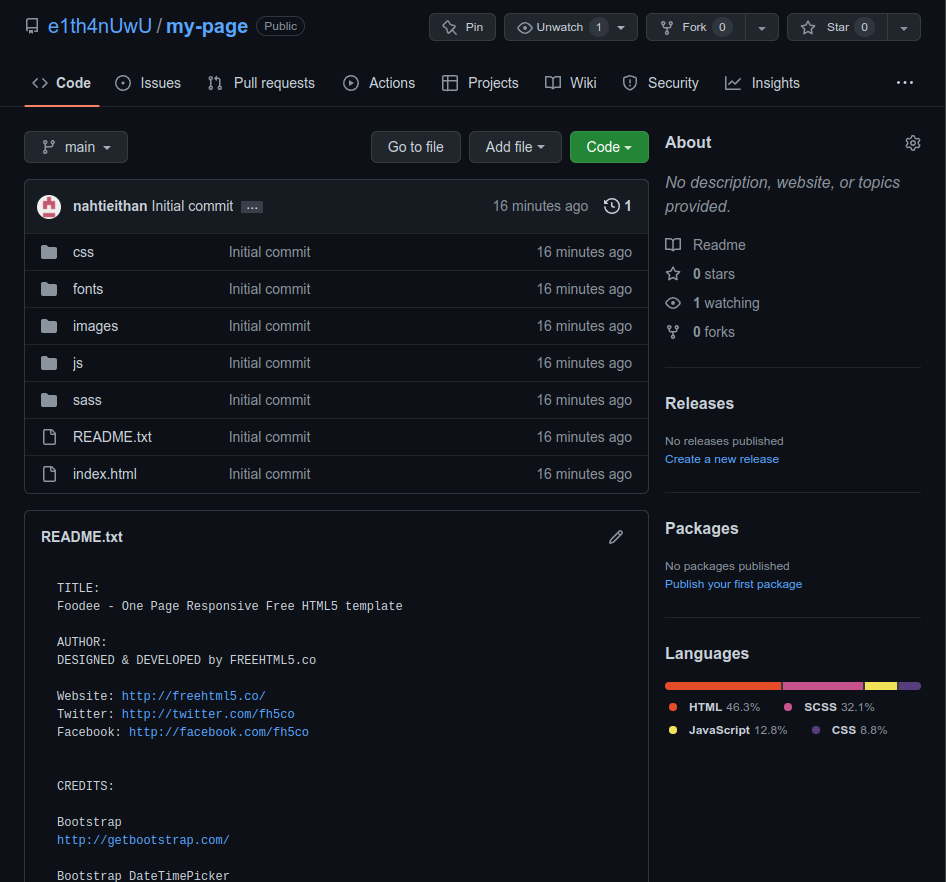 e1th4nUwU / my-page Public
Pin
Unwatch 1
Fork 0
Star 0
Code
Issues
Pull requests
Actions
Projects
Wiki
Security
Insights
main
Go to file
Add file
Code
nahtieithan Initial commit ... 16 minutes ago 1
css Initial commit 16 minutes ago
fonts Initial commit 16 minutes ago
images Initial commit 16 minutes ago
js Initial commit 16 minutes ago
sass Initial commit 16 minutes ago
README.txt Initial commit 16 minutes ago
index.html Initial commit 16 minutes ago
README.txt
TITLE:
Foodee - One Page Responsive Free HTML5 template
AUTHOR:
DESIGNED & DEVELOPED by FREEHTML5.co
Website: http://freehtml5.co/
Twitter: http://twitter.com/fh5co
Facebook: http://facebook.com/fh5co
CREDITS:
Bootstrap
http://getbootstrap.com/
Bootstrap DateTimePicker
About
No description, website, or topics
provided.
Readme
0 stars
1 watching
0 forks
Releases
No releases published
Create a new release
Packages
No packages published
Publish your first package
Languages
HTML 46.3% SCSS 32.1%
JavaScript 12.8% CSS 8.8%